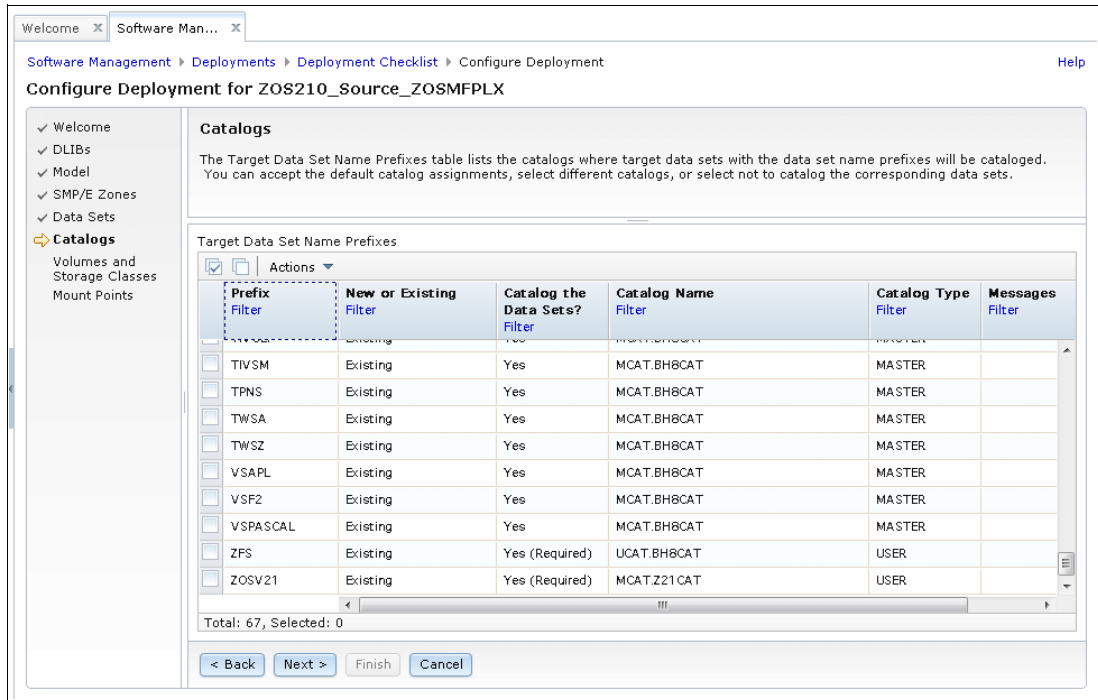 Welcome
Software Man...
Software Management Deployments Deployment Checklist Configure Deployment Help
Configure Deployment for ZOS210_Source_ZOSMFPLX
Welcome
DLIBs
Model
SMP/E Zones
Data Sets
Catalogs
Volumes and
Storage Classes
Mount Points
Catalogs
The Target Data Set Name Prefixes table lists the catalogs where target data sets with the data set name prefixes will be cataloged.
You can accept the default catalog assignments, select different catalogs, or select not to catalog the corresponding data sets.
Target Data Set Name Prefixes
Actions
Prefix New or Existing Catalog the Catalog Name Catalog Type Messages
Data Sets?
Filter Filter Filter Filter Filter Filter
TIVSM Existing Yes MCAT.BH8CAT MASTER
TPNS Existing Yes MCAT.BH8CAT MASTER
TWSA Existing Yes MCAT.BH8CAT MASTER
TWSZ Existing Yes MCAT.BH8CAT MASTER
VSAPL Existing Yes MCAT.BH8CAT MASTER
VSF2 Existing Yes MCAT.BH8CAT MASTER
VSPASCAL Existing Yes MCAT.BH8CAT MASTER
ZFS Existing Yes (Required) UCAT.BH8CAT USER
ZOSV21 Existing Yes (Required) MCAT.Z21CAT USER
Total: 67, Selected: 0
< Back Next > Finish Cancel